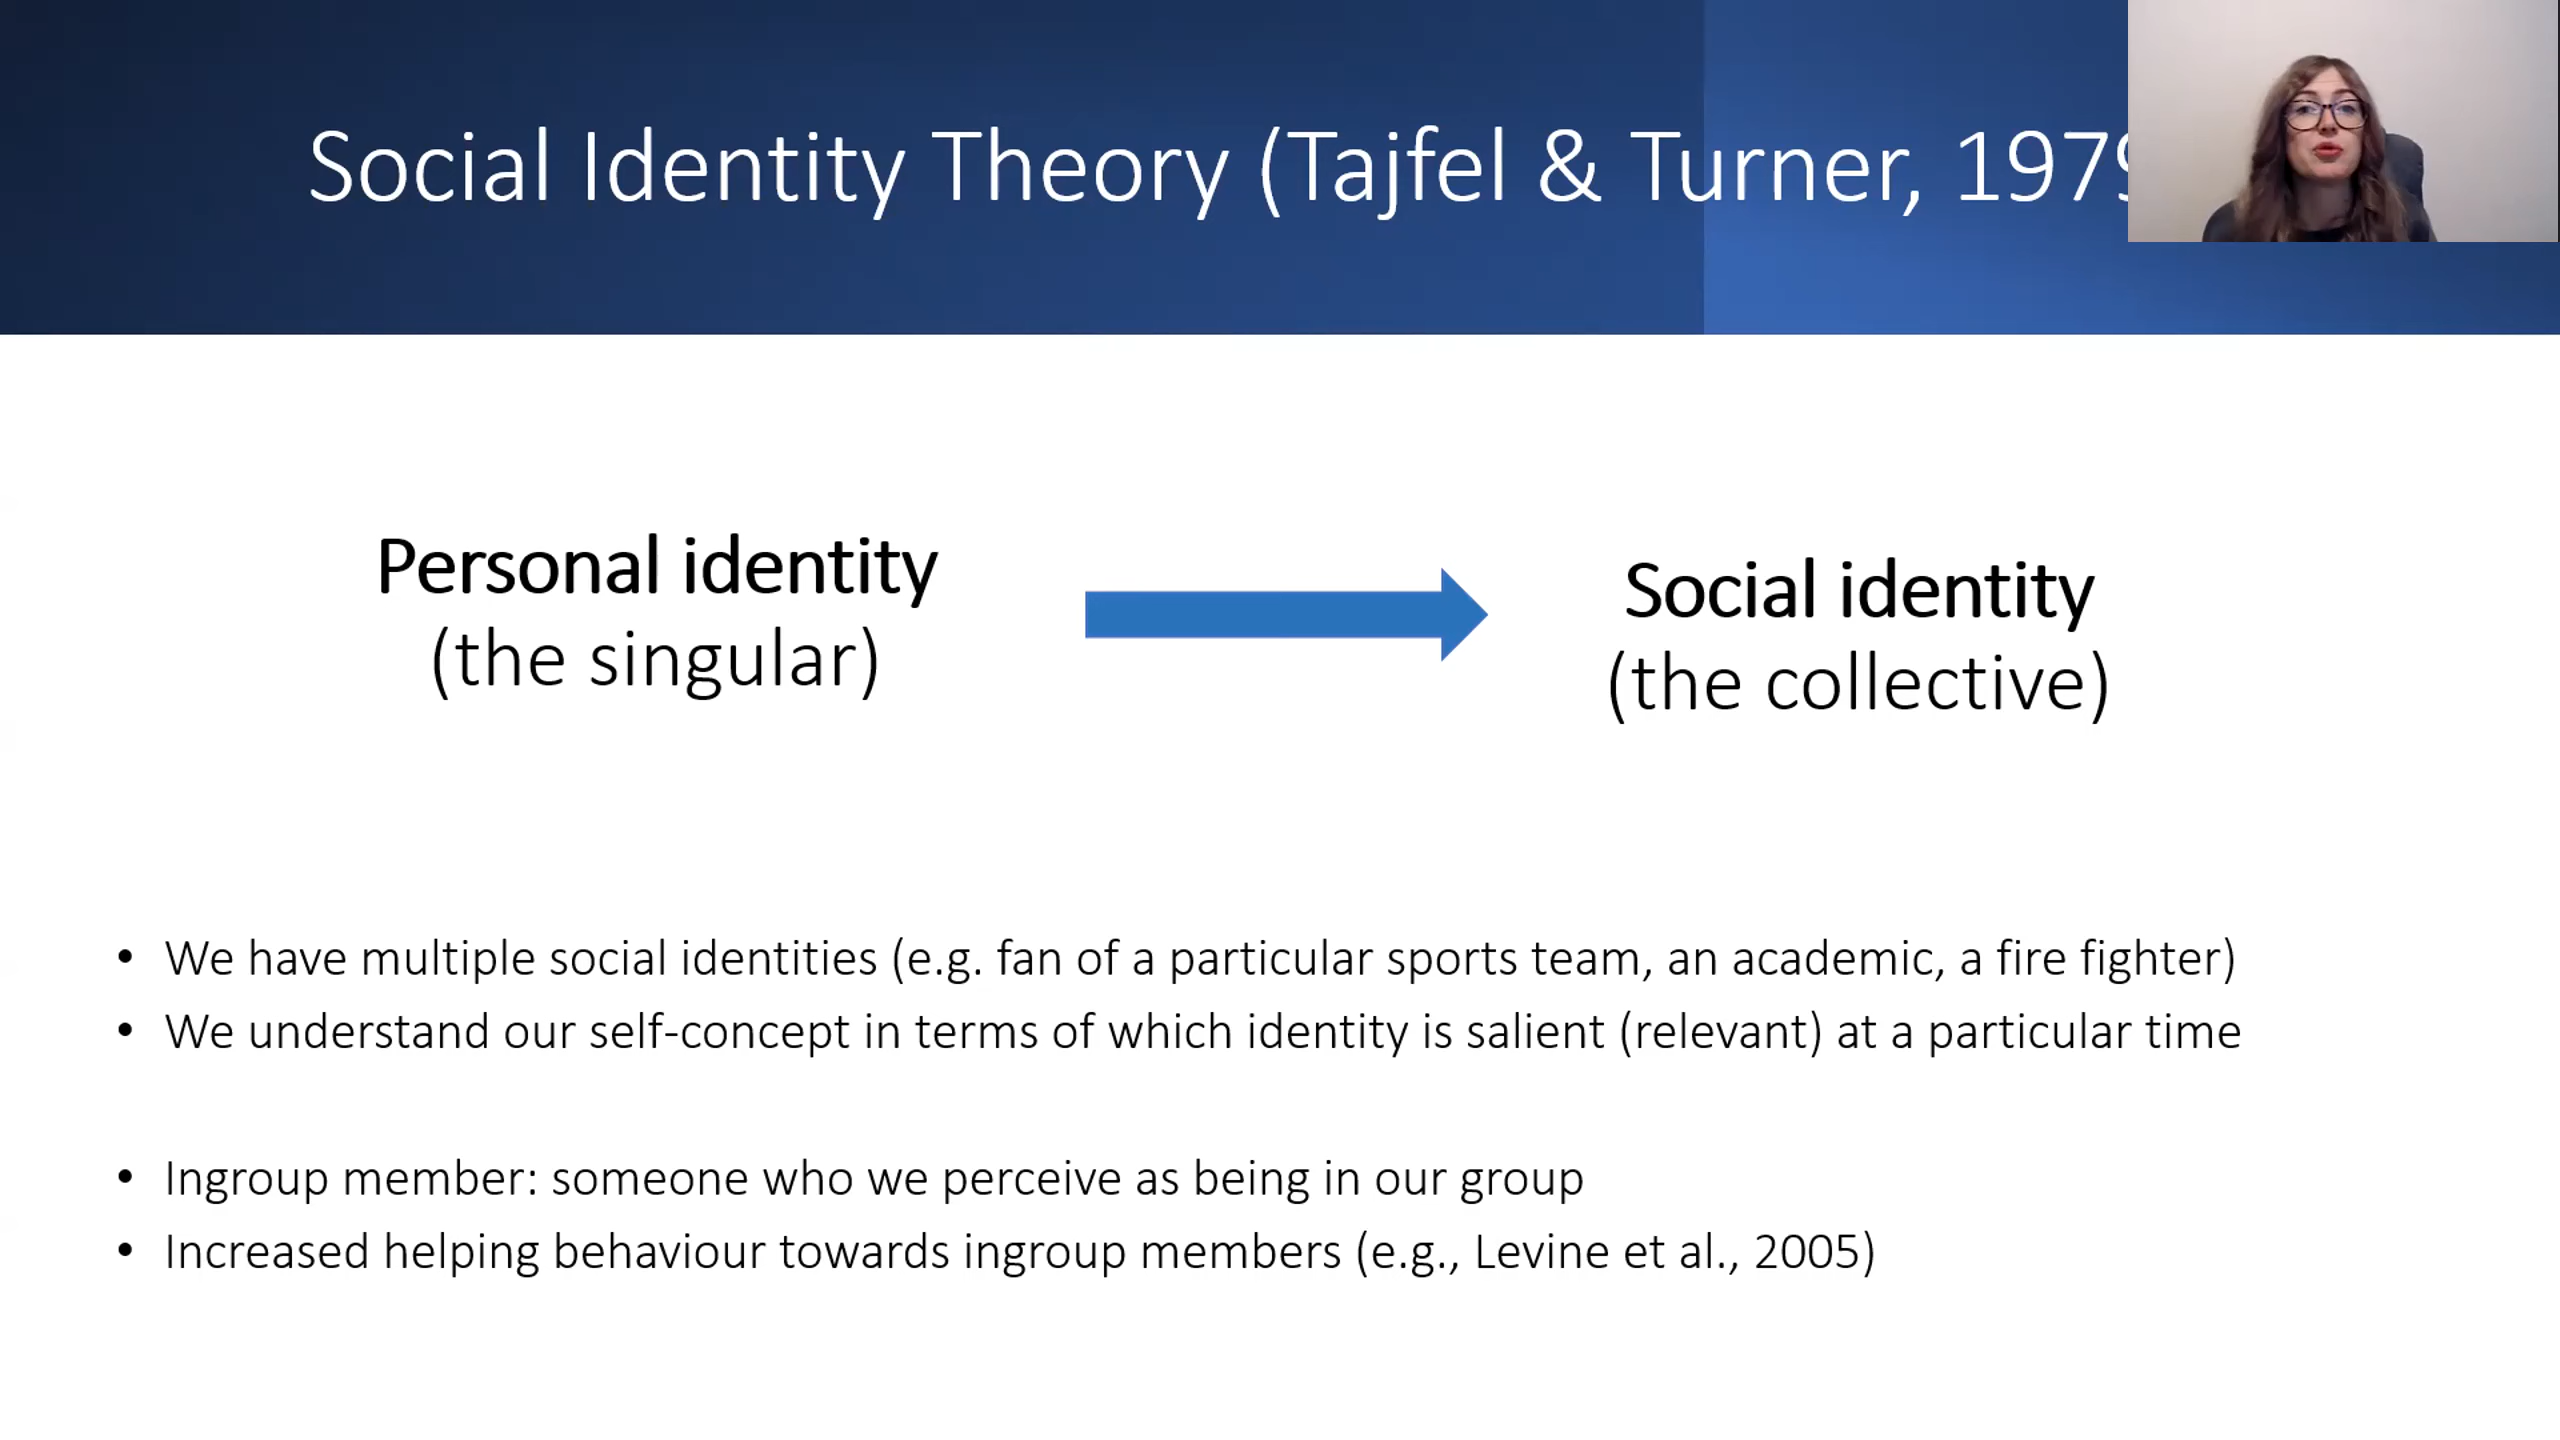 Social Identity Theory (Tajfel & Turner, 1979
Personal identity
(the singular)
Social identity
(the collective)
• We have multiple social identities (e.g. fan of a particular sports team, an academic, a fire fighter)
• We understand our self-concept in terms of which identity is salient (relevant) at a particular time
• Ingroup member: someone who we perceive as being in our group
• Increased helping behaviour towards ingroup members (e.g., Levine et al., 2005)